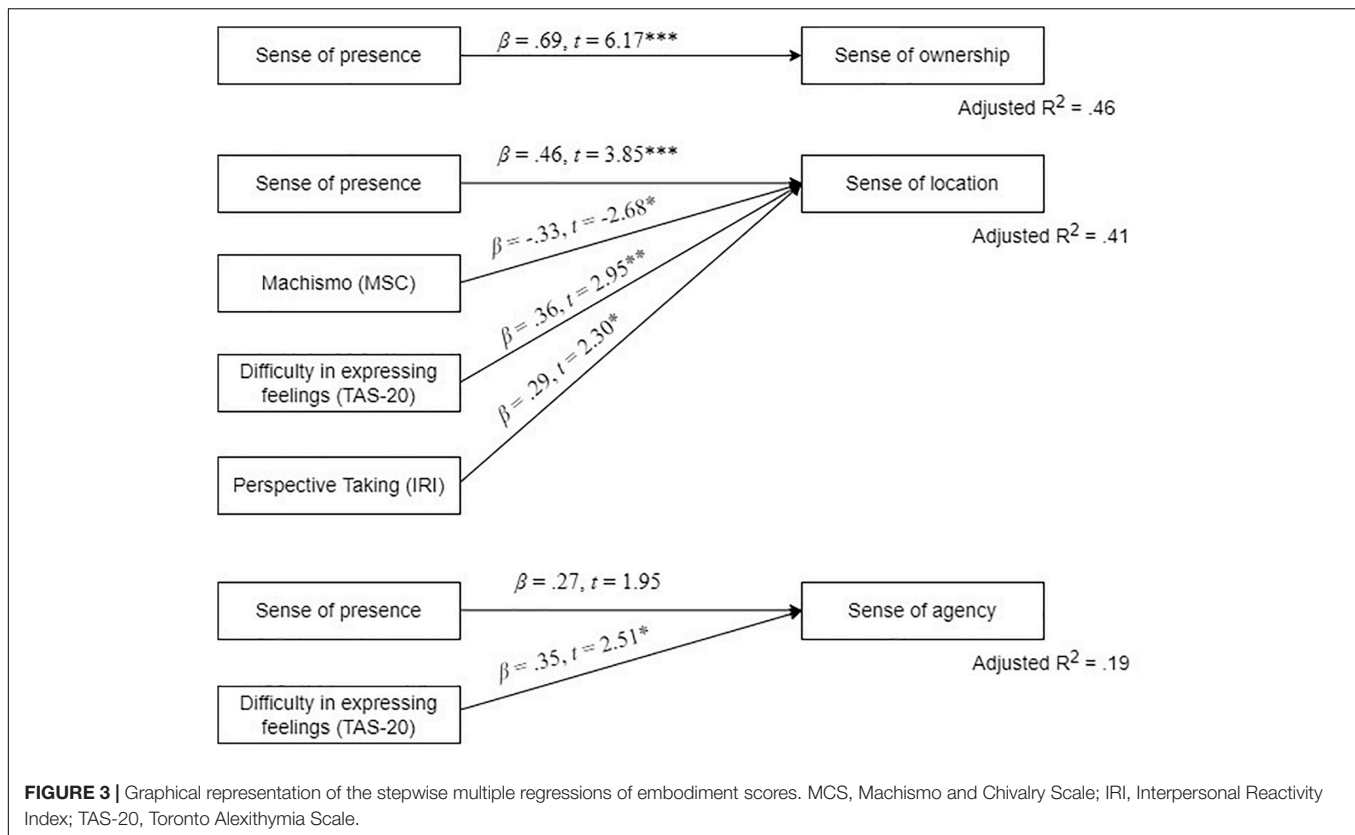 Sense of presence
β = .69, t = 6.17***
Sense of ownership
Adjusted R² = .46
Sense of presence
β = .46, t = 3.85***
Sense of location
Adjusted R² = .41
β = -.33, t = -2.68*
Machismo (MSC)
β = .36, t = 2.95**
Difficulty in expressing
feelings (TAS-20)
β = .29, t = 2.30*
Perspective Taking (IRI)
Sense of presence
β = .27, t = 1.95
Sense of agency
Adjusted R² = .19
β = .35, t = 2.51*
Difficulty in expressing
feelings (TAS-20)
FIGURE 3 | Graphical representation of the stepwise multiple regressions of embodiment scores. MCS, Machismo and Chivalry Scale; IRI, Interpersonal Reactivity
Index; TAS-20, Toronto Alexithymia Scale.